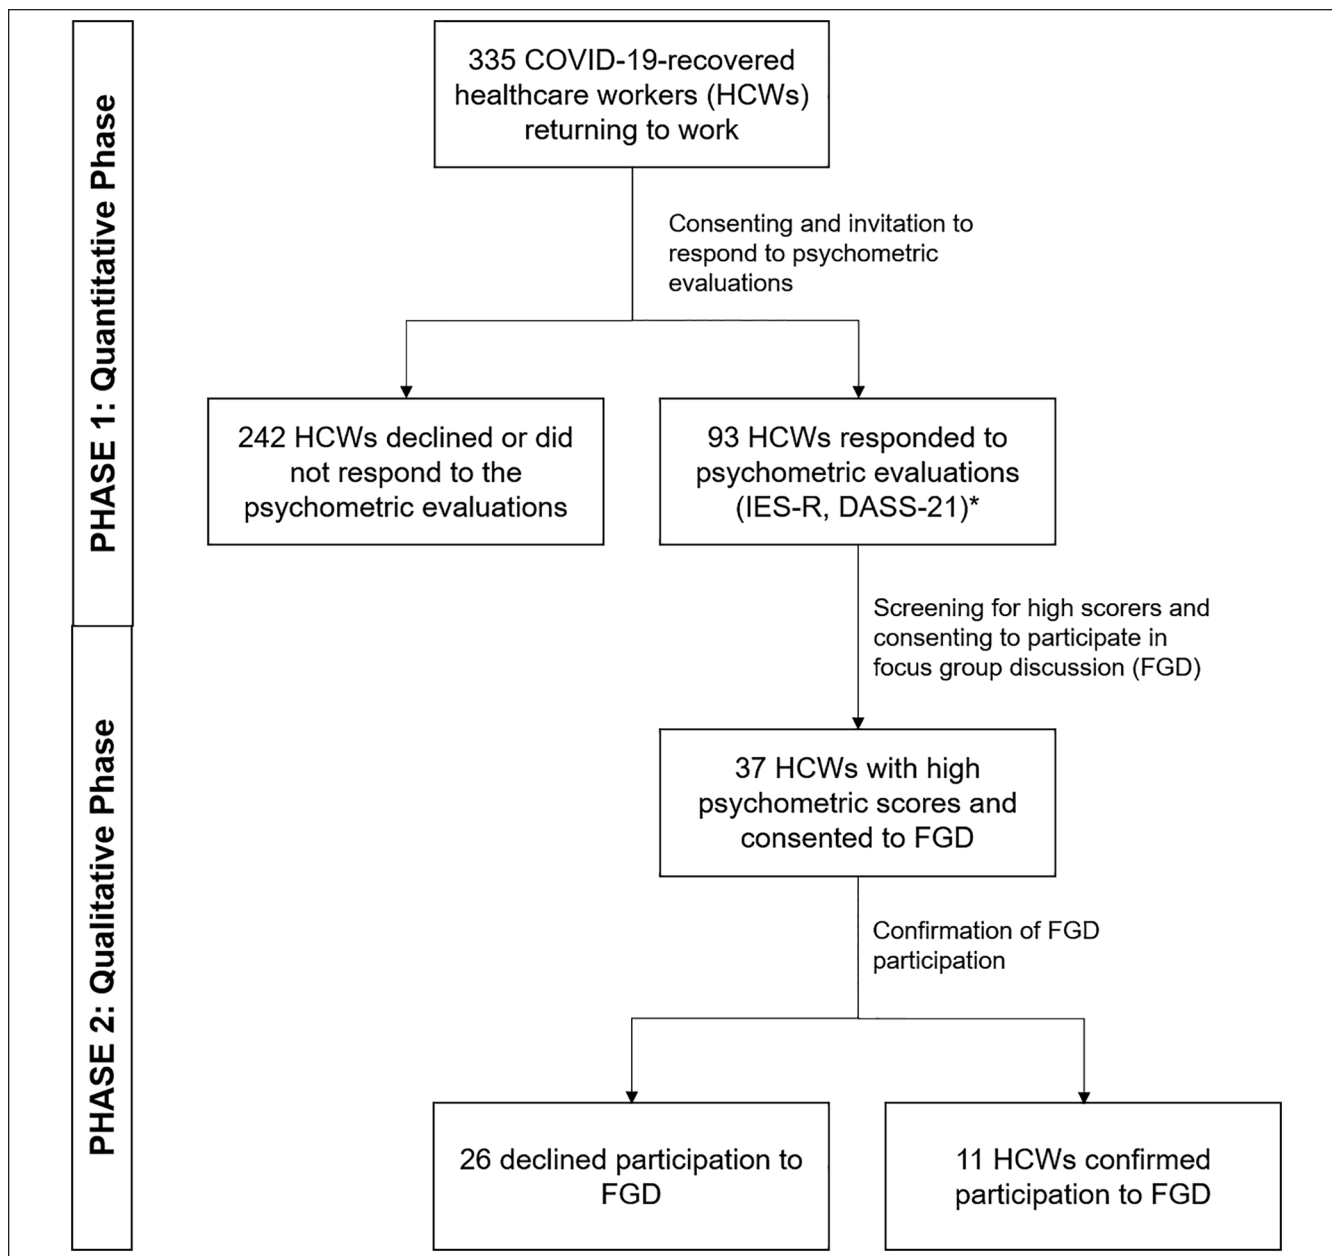 PHASE 1: Quantitative Phase
335 COVID-19-recovered
healthcare workers (HCWs)
returning to work
Consenting and invitation to
respond to psychometric
evaluations
242 HCWs declined or did
not respond to the
psychometric evaluations
93 HCWs responded to
psychometric evaluations
(IES-R, DASS-21)*
Screening for high scorers and
consenting to participate in
focus group discussion (FGD)
PHASE 2: Qualitative Phase
37 HCWs with high
psychometric scores and
consented to FGD
Confirmation of FGD
participation
26 declined participation to
FGD
11 HCWs confirmed
participation to FGD